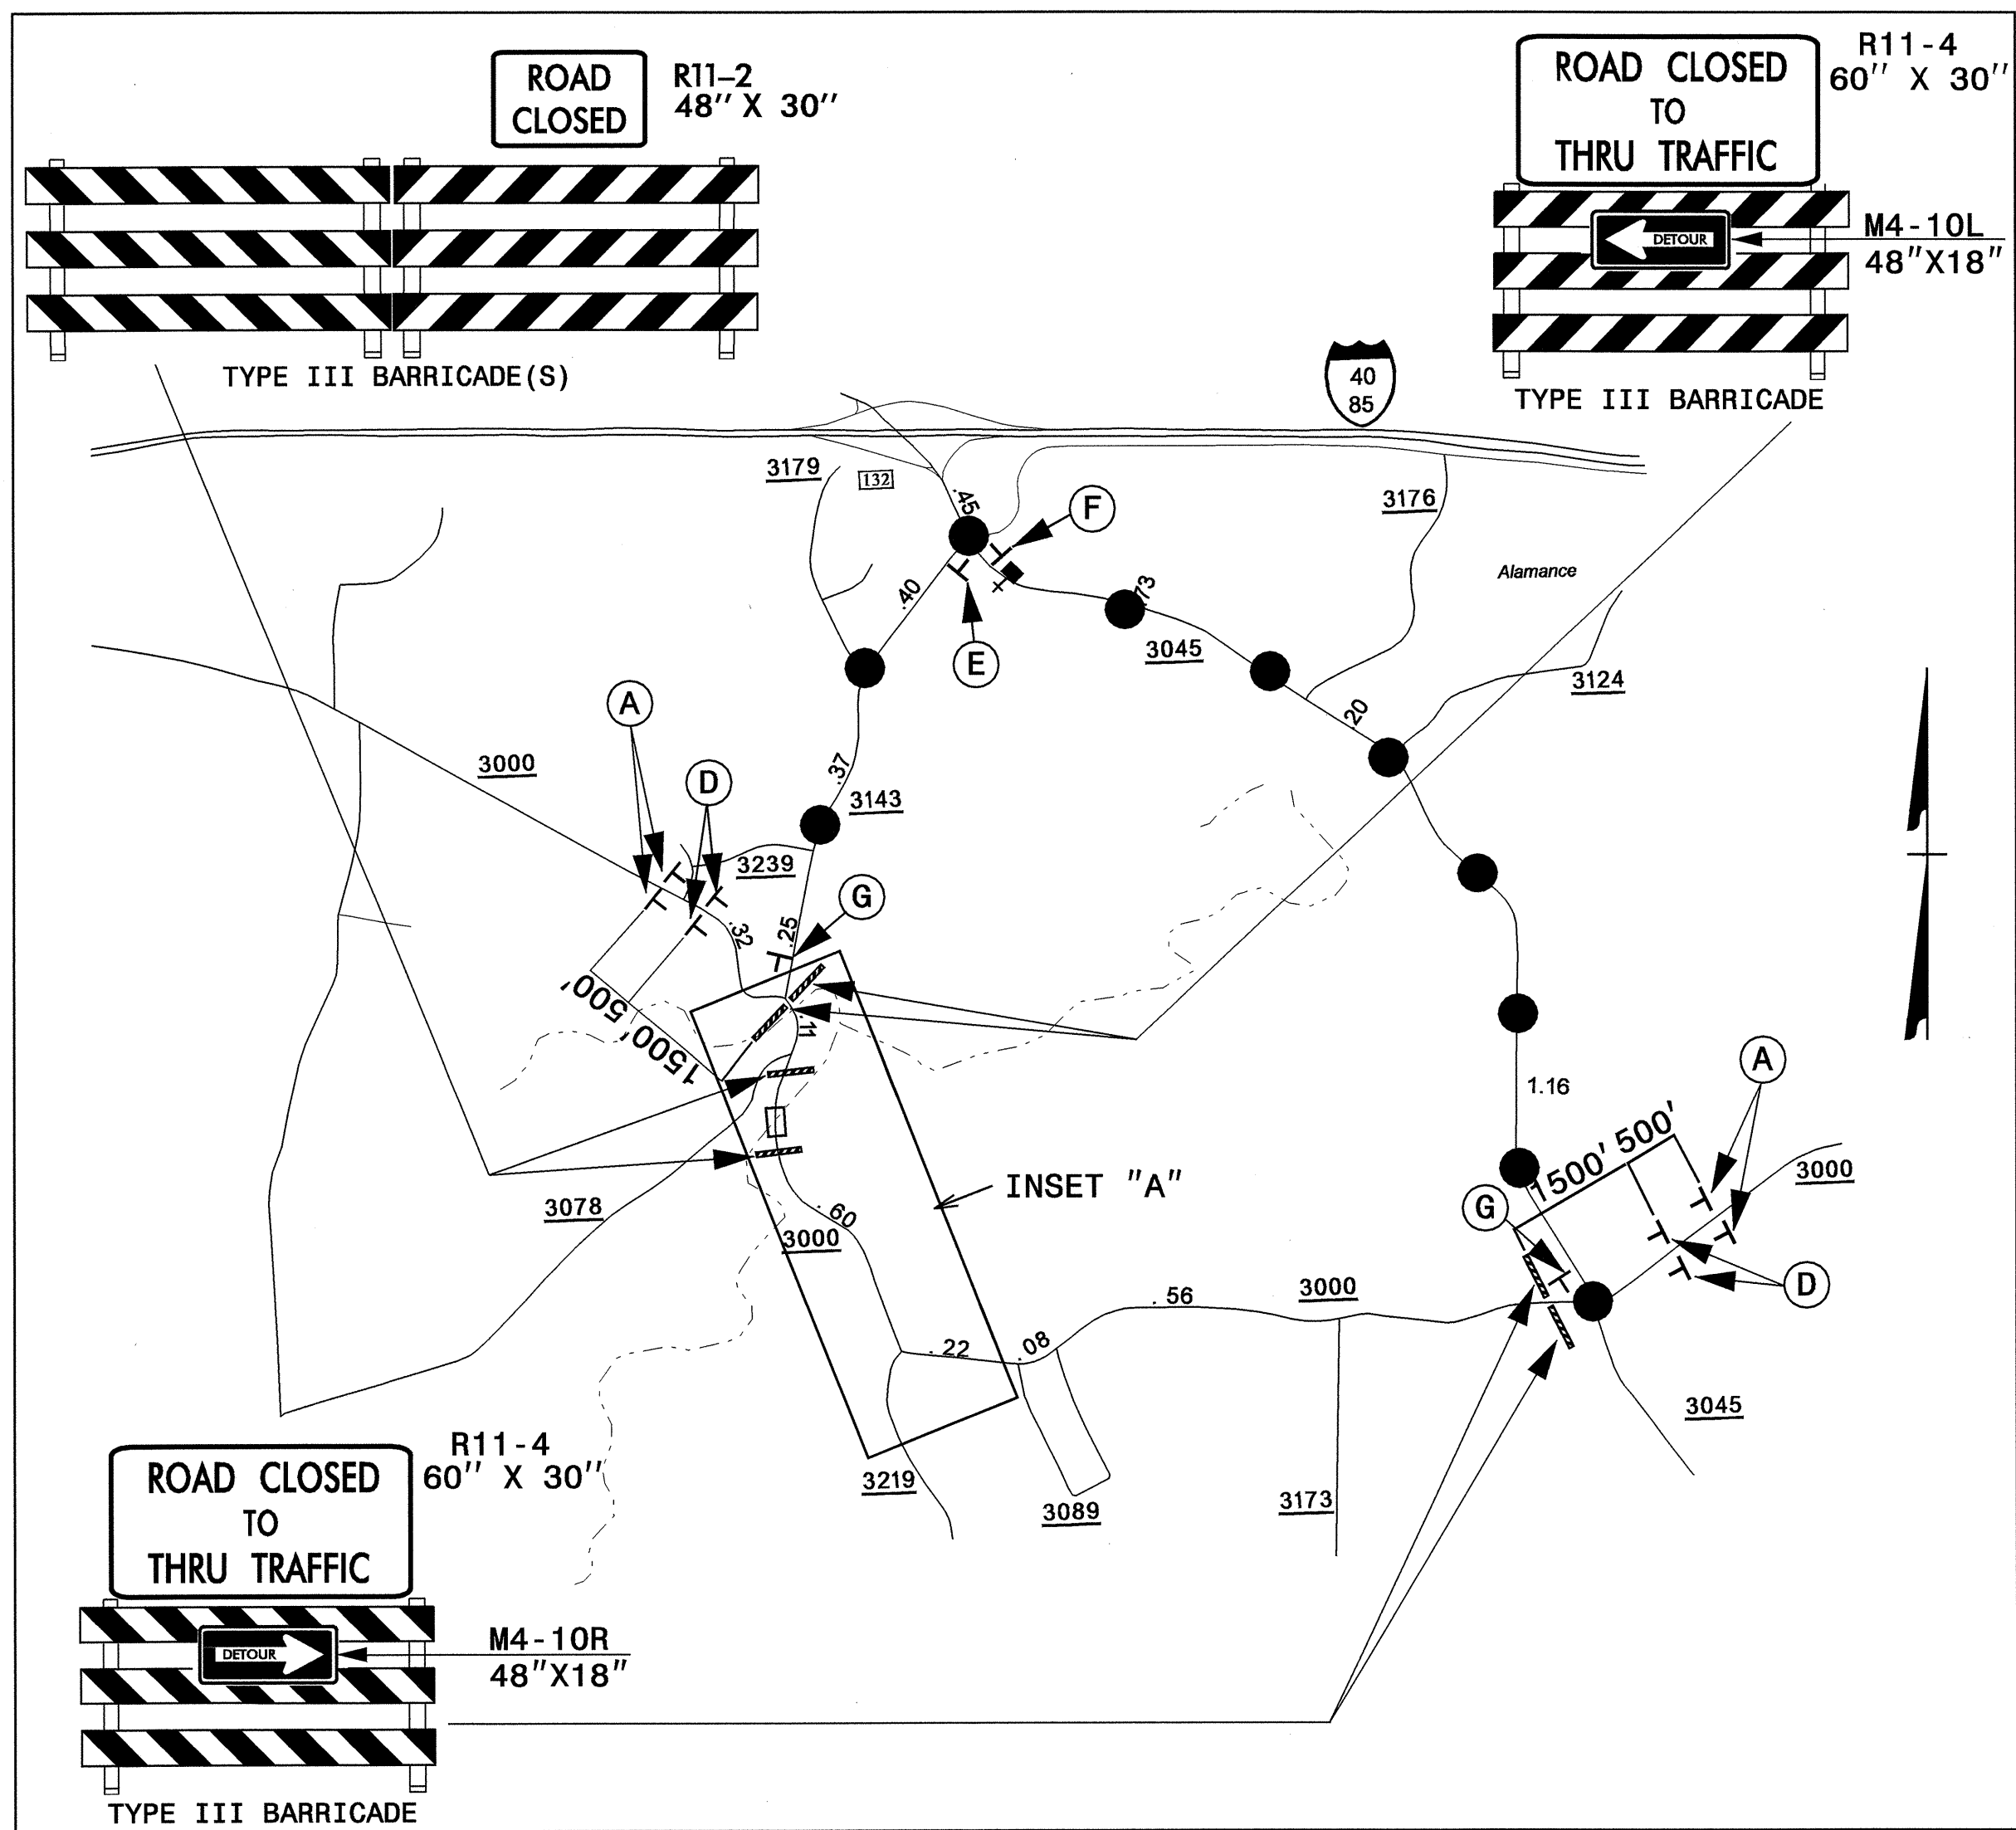 ROAD
CLOSED
R11-2
48" X 30"
TYPE III BARRICADE(S)
ROAD CLOSED
TO
THRU TRAFFIC
R11-4
60" X 30"
DETOUR
M4-10L
48"X18"
TYPE III BARRICADE
40
85
3179
132
.45
F
3176
Alamance
.40
.73
E
3045
3124
A
.20
3000
D
.37
3143
3239
G
.32
.25
500'
1500'
.11
A
1.16
1500' 500'
3000
INSET "A"
G
3078
.60
3000
D
.56
3000
.22
.08
3045
3219
3089
3173
ROAD CLOSED
TO
THRU TRAFFIC
R11-4
60" X 30"
DETOUR
M4-10R
48"X18"
TYPE III BARRICADE